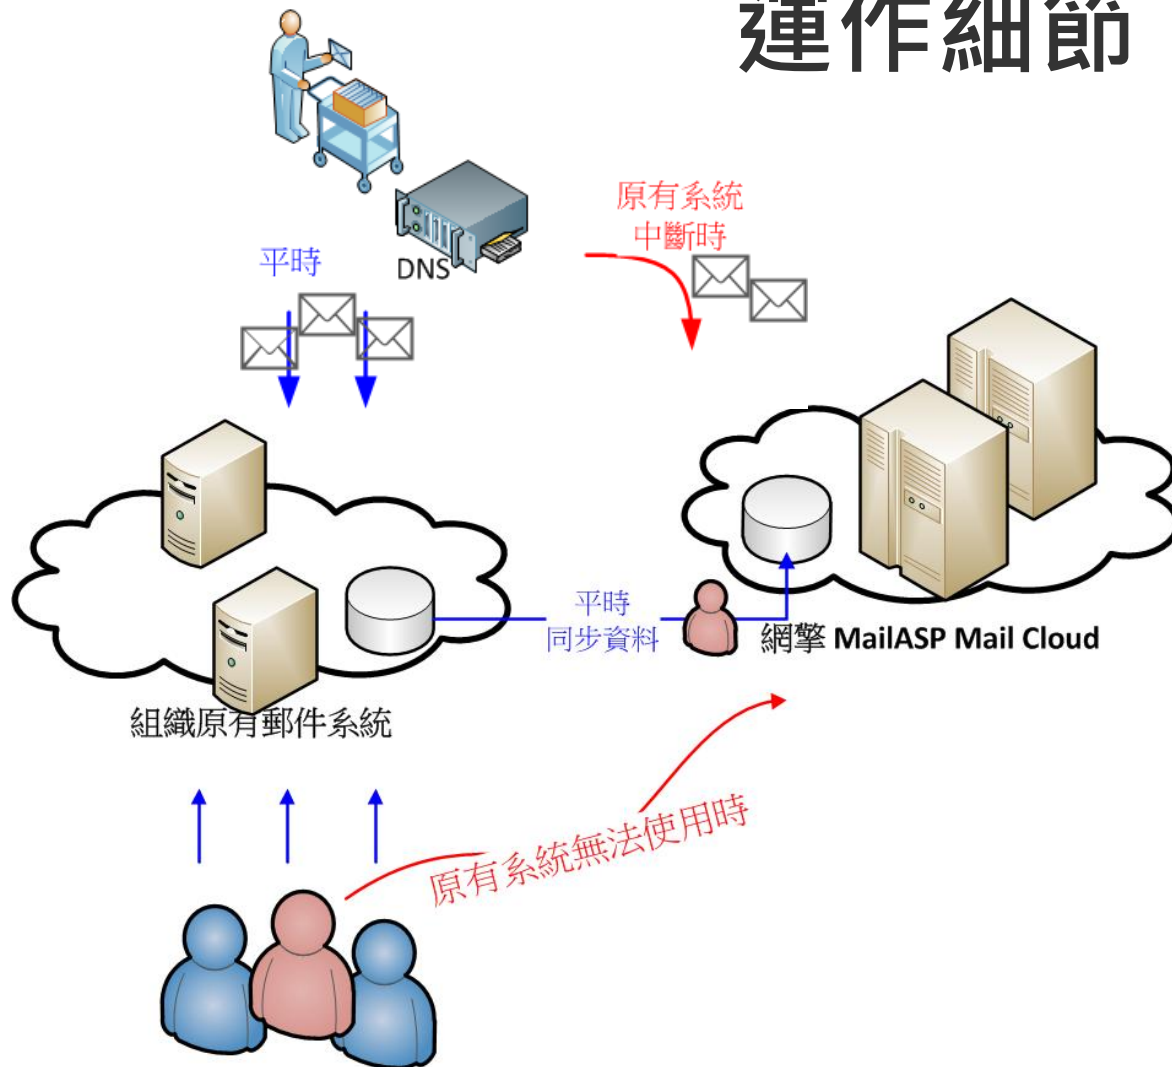 運作細節
原有系統
中斷時
平時
DNS
平時
同步資料
網擎 MailASP Mail Cloud
組織原有郵件系統
原有系統無法使用時